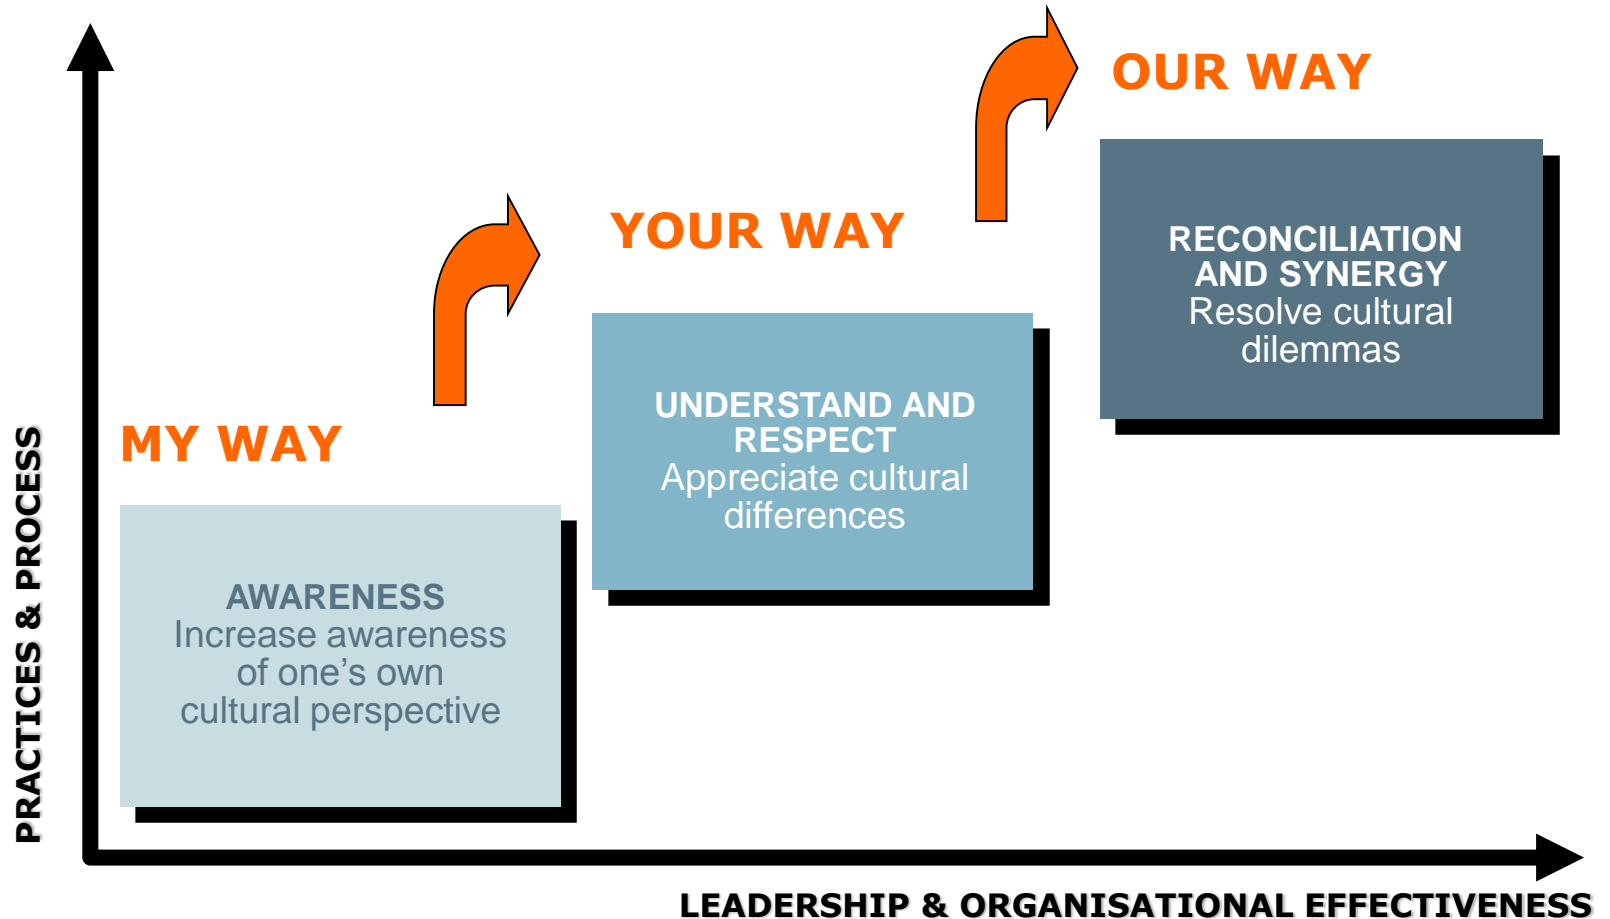 OUR WAY
YOUR WAY
RECONCILIATION
AND SYNERGY
Resolve cultural
dilemmas
UNDERSTAND AND
RESPECT
Appreciate cultural
differences
MY WAY
AWARENESS
Increase awareness
of one’s own
cultural perspective
PRACTICES & PROCESS
LEADERSHIP & ORGANISATIONAL EFFECTIVENESS